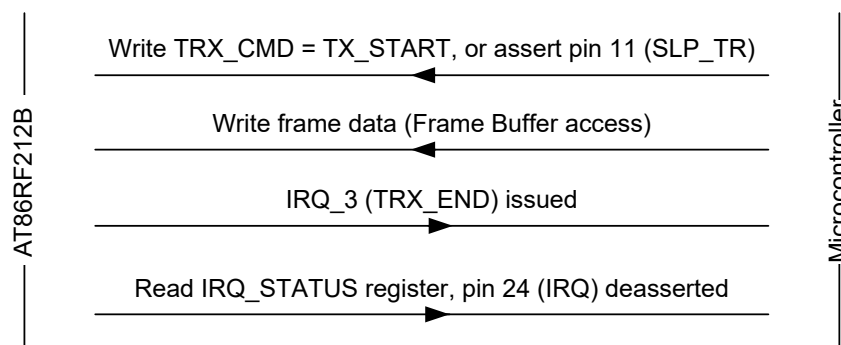 Write TRX_CMD = TX_START, or assert pin 11 (SLP_TR)
Write frame data (Frame Buffer access)
IRQ_3 (TRX_END) issued
Read IRQ_STATUS register, pin 24 (IRQ) deasserted
AT86RF212B
Microcontroller